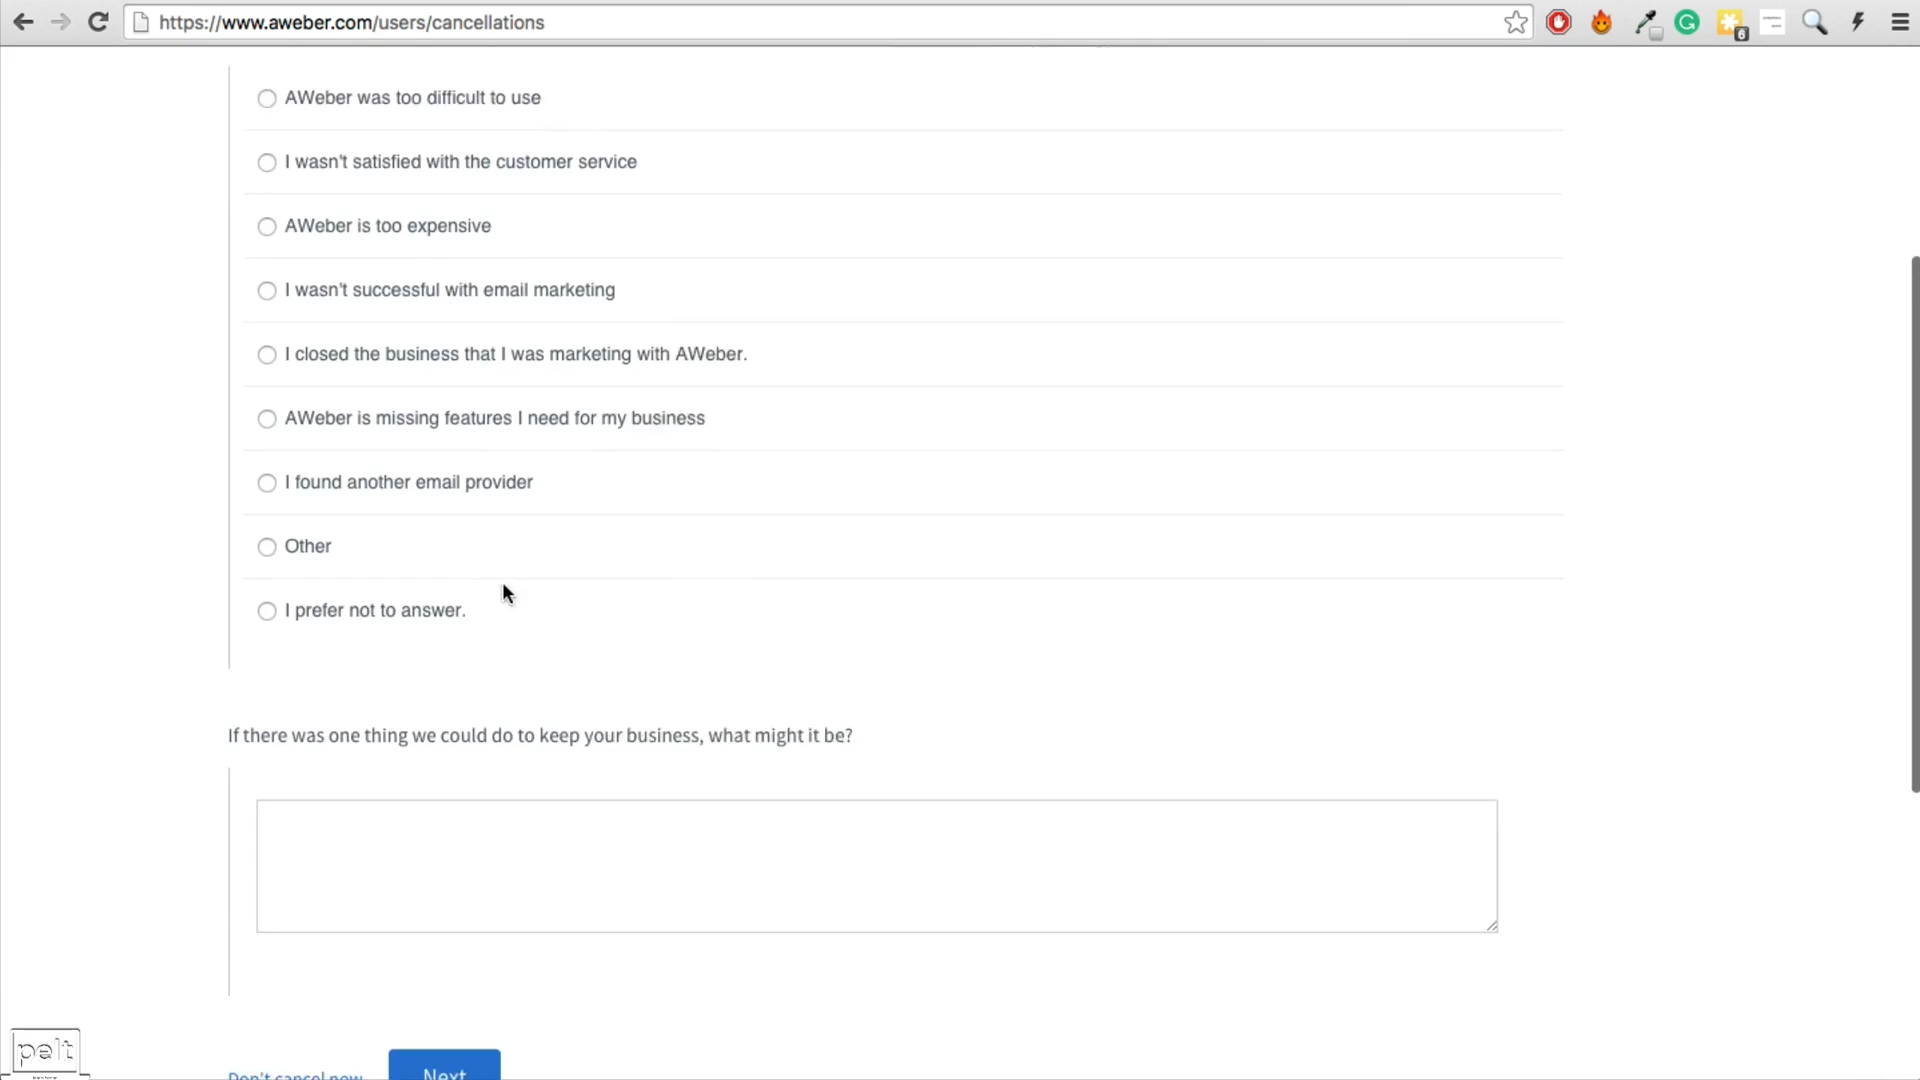 https://www.aweber.com/users/cancellations
6
AWeber was too difficult to use
I wasn't satisfied with the customer service
AWeber is too expensive
I wasn't successful with email marketing
I closed the business that I was marketing with AWeber.
AWeber is missing features I need for my business
I found another email provider
Other
I prefer not to answer.
If there was one thing we could do to keep your business, what might it be?
pelt
Don't cancel now
Next